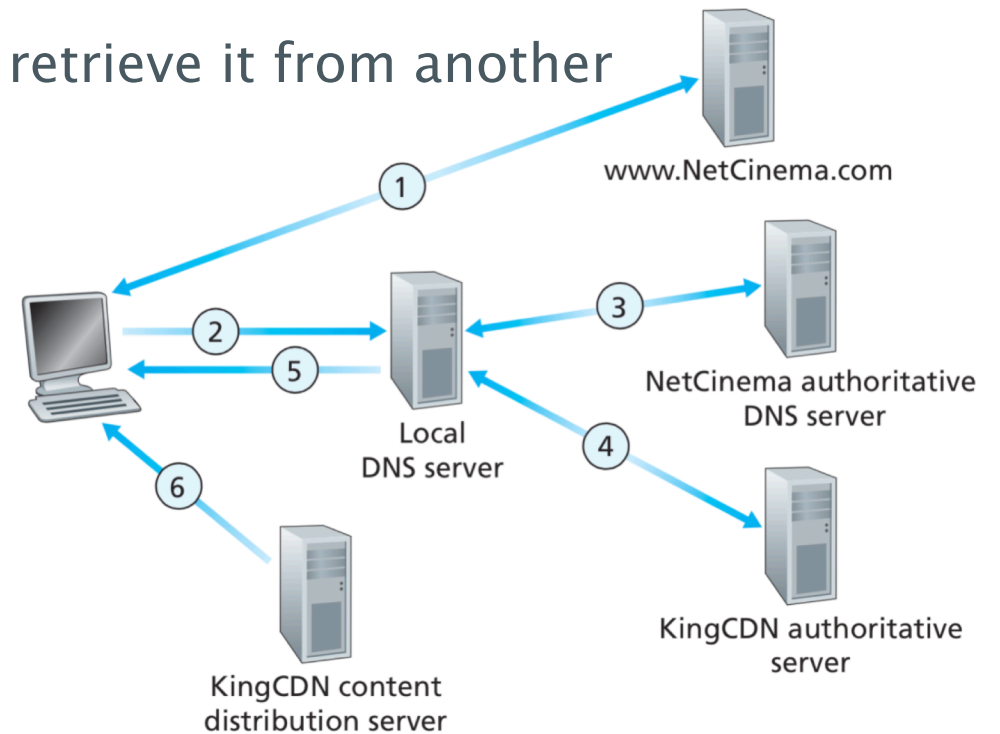 retrieve it from another
www.NetCinema.com
1
2
3
NetCinema authoritative
DNS server
5
Local
DNS server
4
6
KingCDN authoritative
server
KingCDN content
distribution server